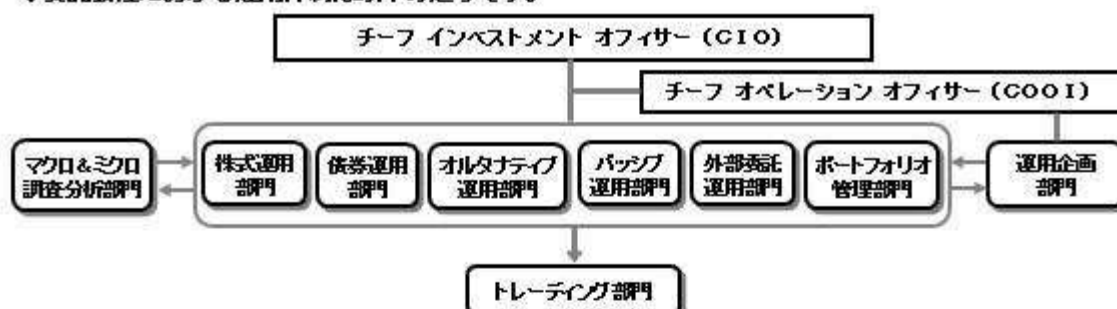 チーフ インベストメント オフィサー (CIO)
チーフ オペレーション オフィサー (COOI)
マクロ&ミクロ
調査分析部門
株式運用
部門
債券運用
部門
オルタナティブ
運用部門
パッシブ
運用部門
外部委託
運用部門
ポートフォリオ
管理部門
運用企画
部門
トレーディング部門